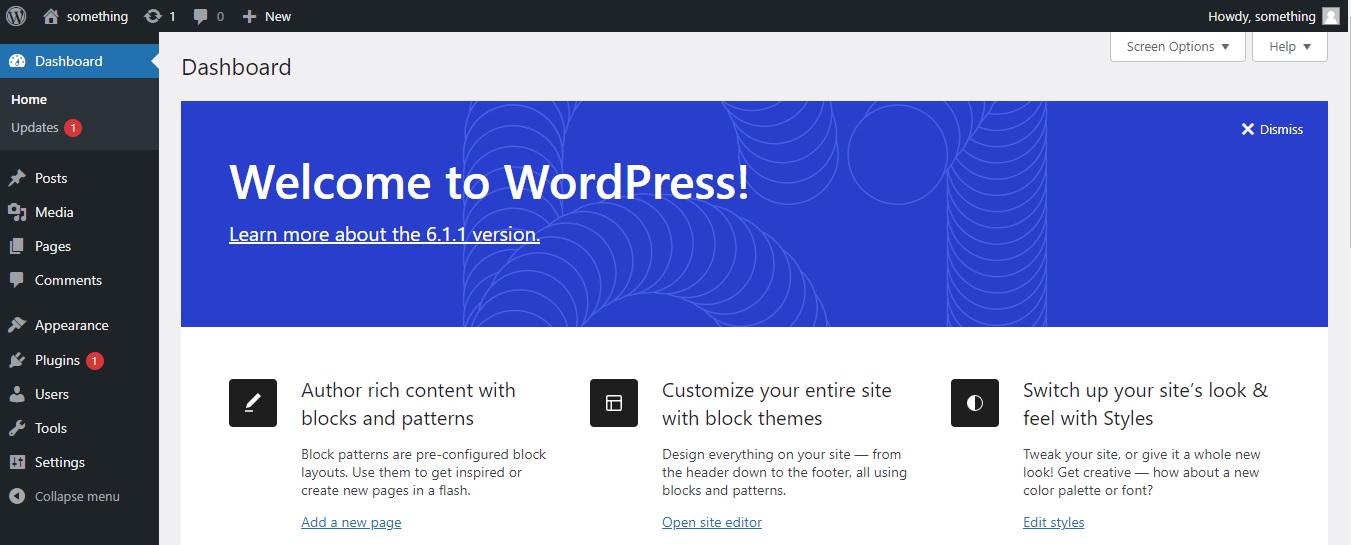 something 1 0 New Howdy, something
Screen Options Help
Dashboard
Home
Updates 1
Posts
Media
Pages
Comments
Appearance
Plugins 1
Users
Tools
Settings
Collapse menu
Dashboard
Dismiss
Welcome to WordPress!
Learn more about the 6.1.1 version.
Author rich content with
blocks and patterns
Block patterns are pre-configured block
layouts. Use them to get inspired or
create new pages in a flash.
Add a new page
Customize your entire site
with block themes
Design everything on your site — from
the header down to the footer, all using
blocks and patterns.
Open site editor
Switch up your site’s look &
feel with Styles
Tweak your site, or give it a whole new
look! Get creative — how about a new
color palette or font?
Edit styles